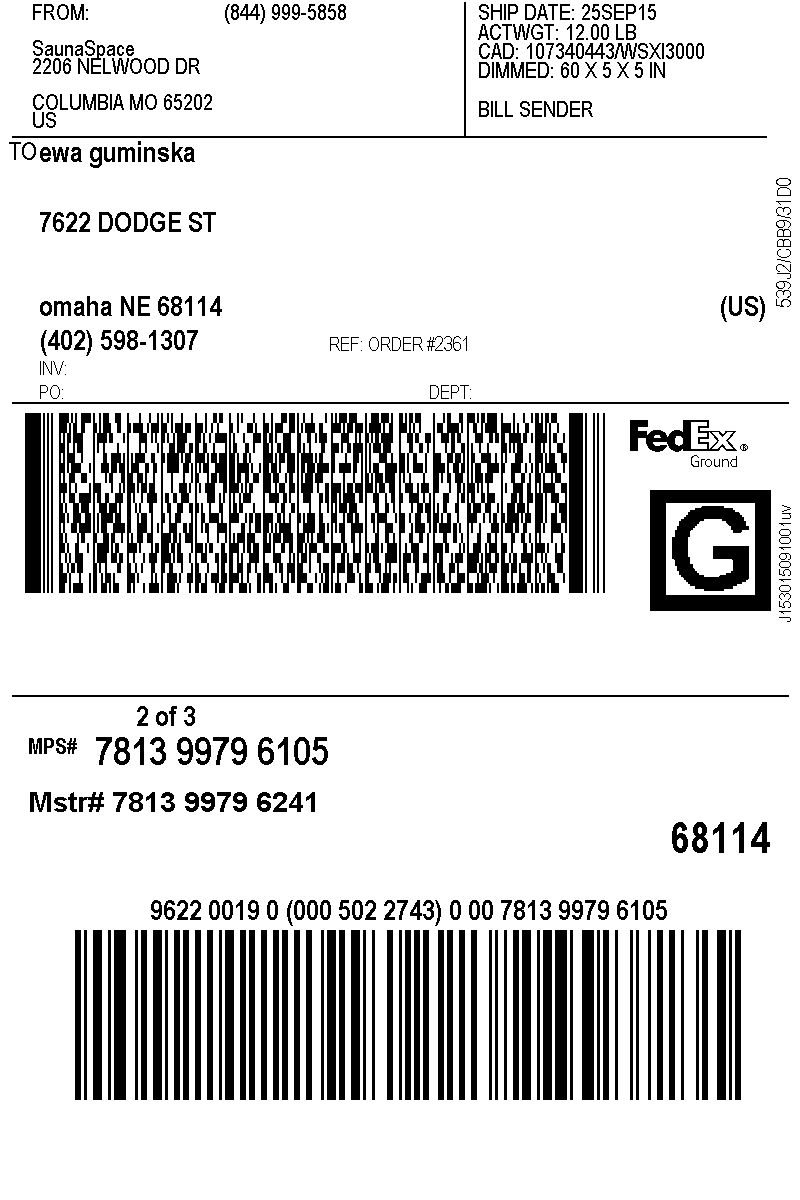 FROM: (844) 999-5858
SaunaSpace
2206 NELWOOD DR
COLUMBIA MO 65202
US
SHIP DATE: 25SEP15
ACTWGT: 12.00 LB
CAD: 107340443/WSXI3000
DIMMED: 60 X 5 X 5 IN
BILL SENDER
TO ewa guminska
7622 DODGE ST
omaha NE 68114 (US)
(402) 598-1307 REF: ORDER #2361
INV:
PO: DEPT:
539J2/CBB9/31D0
FedEx ®
Ground
G
J153015091001uv
2 of 3
MPS# 7813 9979 6105
Mstr# 7813 9979 6241
68114
9622 0019 0 (000 502 2743) 0 00 7813 9979 6105